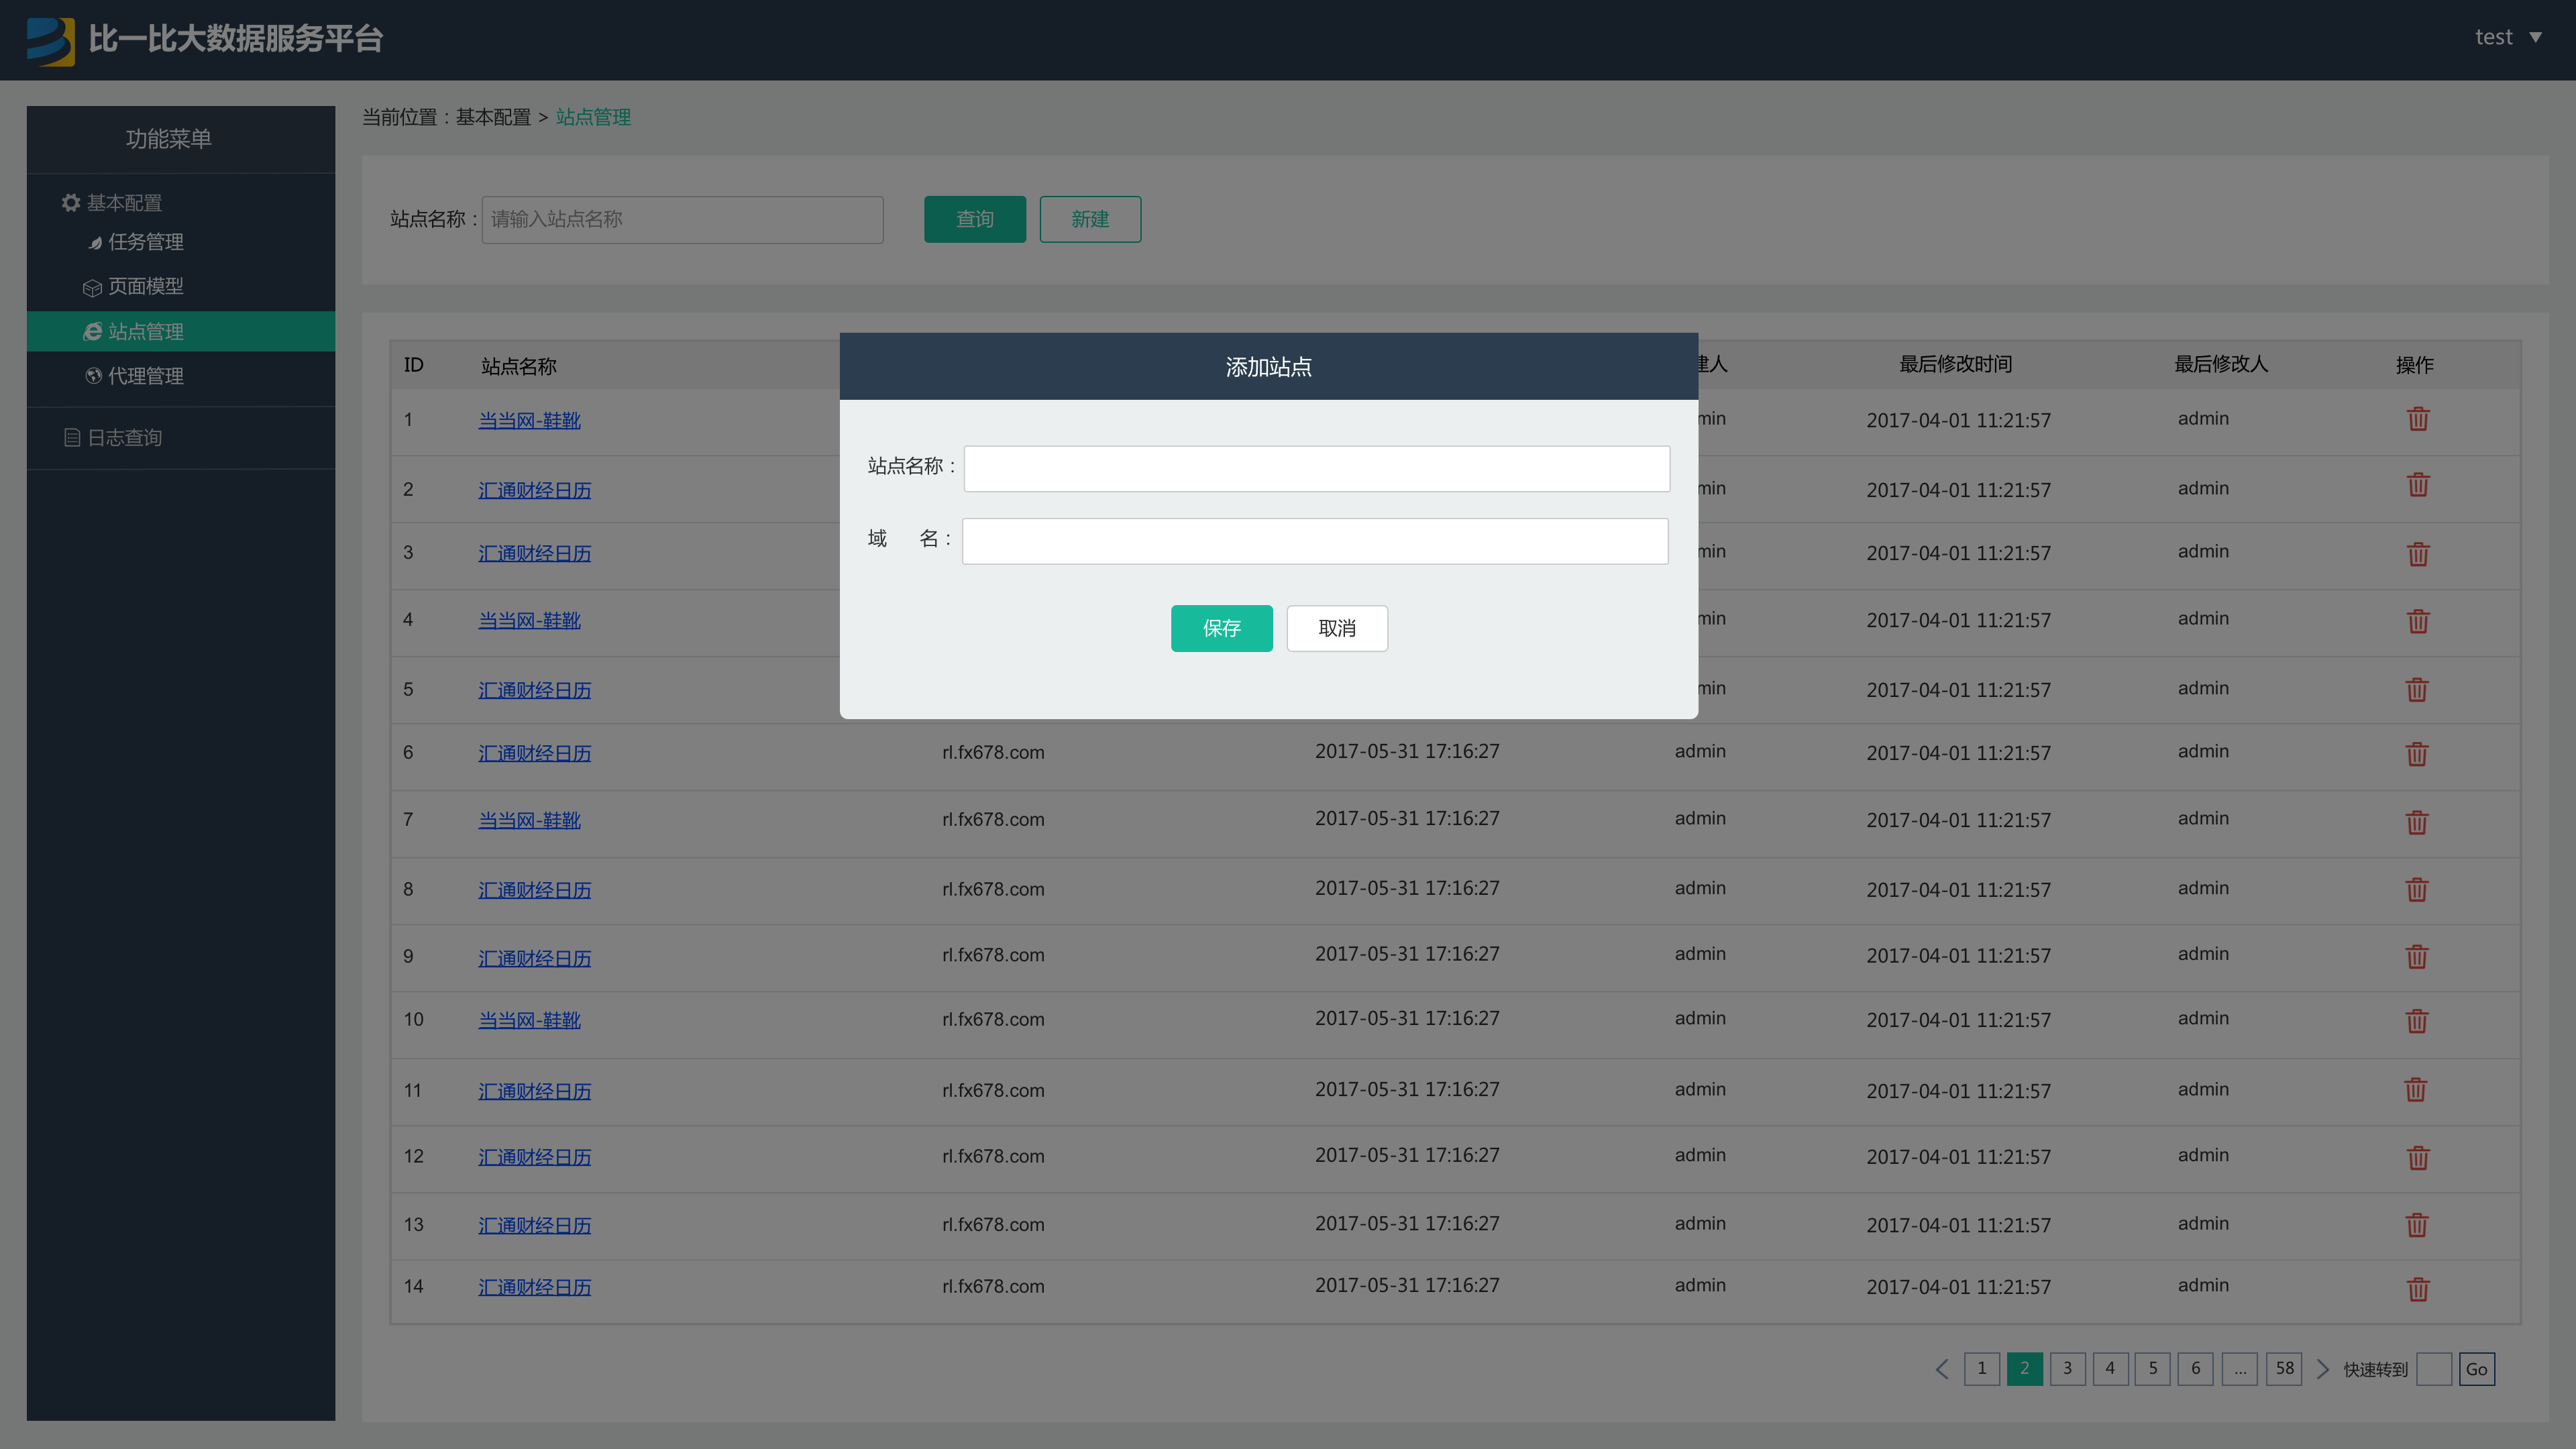 比一比大数据服务平台
test
功能菜单
基本配置
任务管理
页面模型
站点管理
代理管理
日志查询
当前位置：基本配置 > 站点管理
站点名称： 请输入站点名称 查询 新建
ID 站点名称 建人 最后修改时间 最后修改人 操作
1 当当网-鞋靴 min 2017-04-01 11:21:57 admin
2 汇通财经日历 min 2017-04-01 11:21:57 admin
3 汇通财经日历 min 2017-04-01 11:21:57 admin
4 当当网-鞋靴 min 2017-04-01 11:21:57 admin
5 汇通财经日历 min 2017-04-01 11:21:57 admin
6 汇通财经日历 rl.fx678.com 2017-05-31 17:16:27 admin 2017-04-01 11:21:57 admin
7 当当网-鞋靴 rl.fx678.com 2017-05-31 17:16:27 admin 2017-04-01 11:21:57 admin
8 汇通财经日历 rl.fx678.com 2017-05-31 17:16:27 admin 2017-04-01 11:21:57 admin
9 汇通财经日历 rl.fx678.com 2017-05-31 17:16:27 admin 2017-04-01 11:21:57 admin
10 当当网-鞋靴 rl.fx678.com 2017-05-31 17:16:27 admin 2017-04-01 11:21:57 admin
11 汇通财经日历 rl.fx678.com 2017-05-31 17:16:27 admin 2017-04-01 11:21:57 admin
12 汇通财经日历 rl.fx678.com 2017-05-31 17:16:27 admin 2017-04-01 11:21:57 admin
13 汇通财经日历 rl.fx678.com 2017-05-31 17:16:27 admin 2017-04-01 11:21:57 admin
14 汇通财经日历 rl.fx678.com 2017-05-31 17:16:27 admin 2017-04-01 11:21:57 admin
1 2 3 4 5 6 ... 58 快速转到 Go
添加站点
站点名称：
域 名：
保存 取消